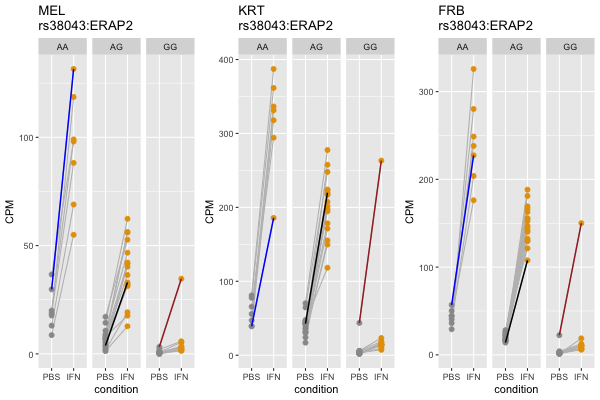 MEL
rs38043:ERAP2
AA AG GG
100
50
0
CPM
PBS IFN PBS IFN PBS IFN
condition
KRT
rs38043:ERAP2
AA AG GG
400
300
200
100
0
CPM
PBS IFN PBS IFN PBS IFN
condition
FRB
rs38043:ERAP2
AA AG GG
300
200
100
0
CPM
PBS IFN PBS IFN PBS IFN
condition